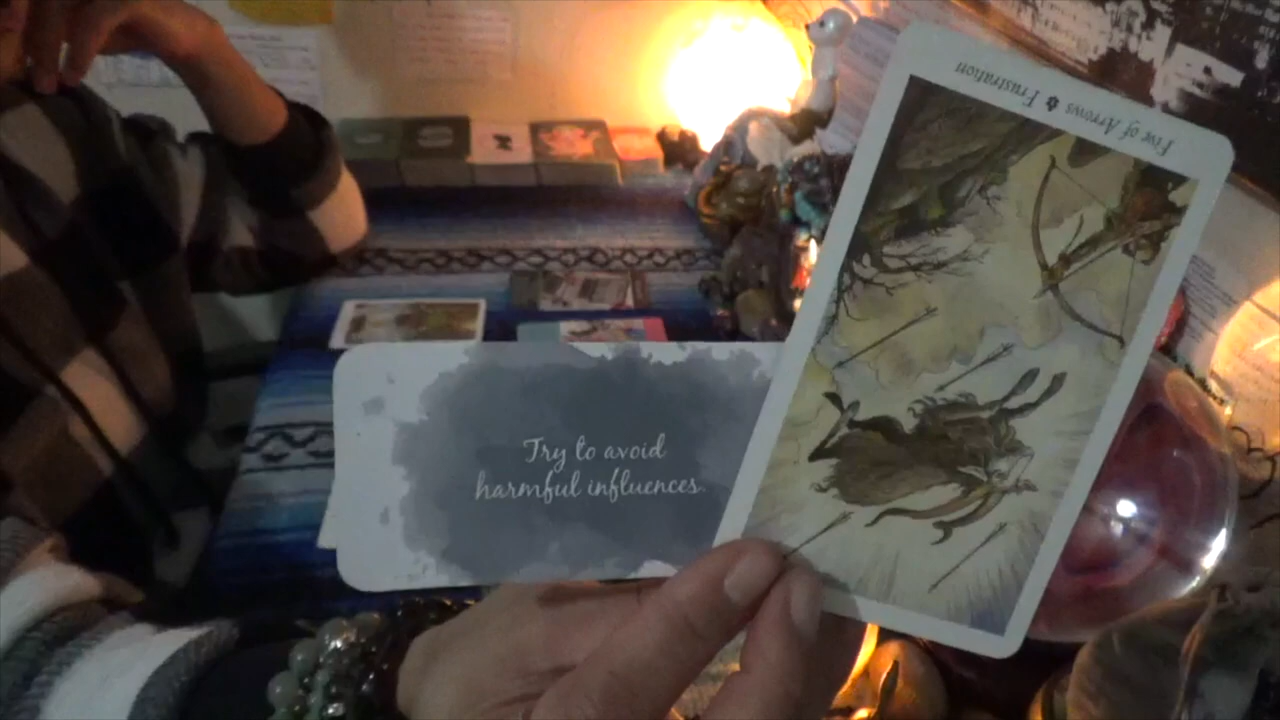 Five of Arrows ✿ Frustration
Try to avoid
harmful influences.